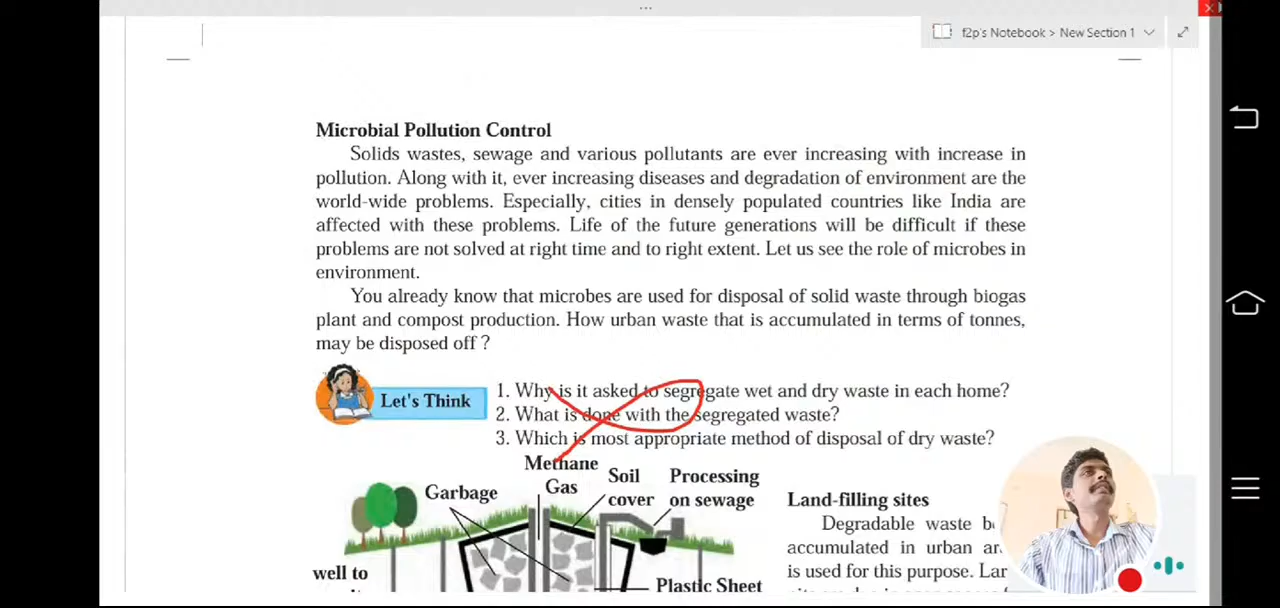 f2p's Notebook > New Section 1
Microbial Pollution Control
Solids wastes, sewage and various pollutants are ever increasing with increase in
pollution. Along with it, ever increasing diseases and degradation of environment are the
world-wide problems. Especially, cities in densely populated countries like India are
affected with these problems. Life of the future generations will be difficult if these
problems are not solved at right time and to right extent. Let us see the role of microbes in
environment.
You already know that microbes are used for disposal of solid waste through biogas
plant and compost production. How urban waste that is accumulated in terms of tonnes,
may be disposed off ?
Let's Think
1. Why is it asked to segregate wet and dry waste in each home?
2. What is done with the segregated waste?
3. Which is most appropriate method of disposal of dry waste?
Garbage
Methane
Gas
Soil
cover
Processing
on sewage
well to
Plastic Sheet
Land-filling sites
Degradable waste
accumulated in urban
is used for this purpose.